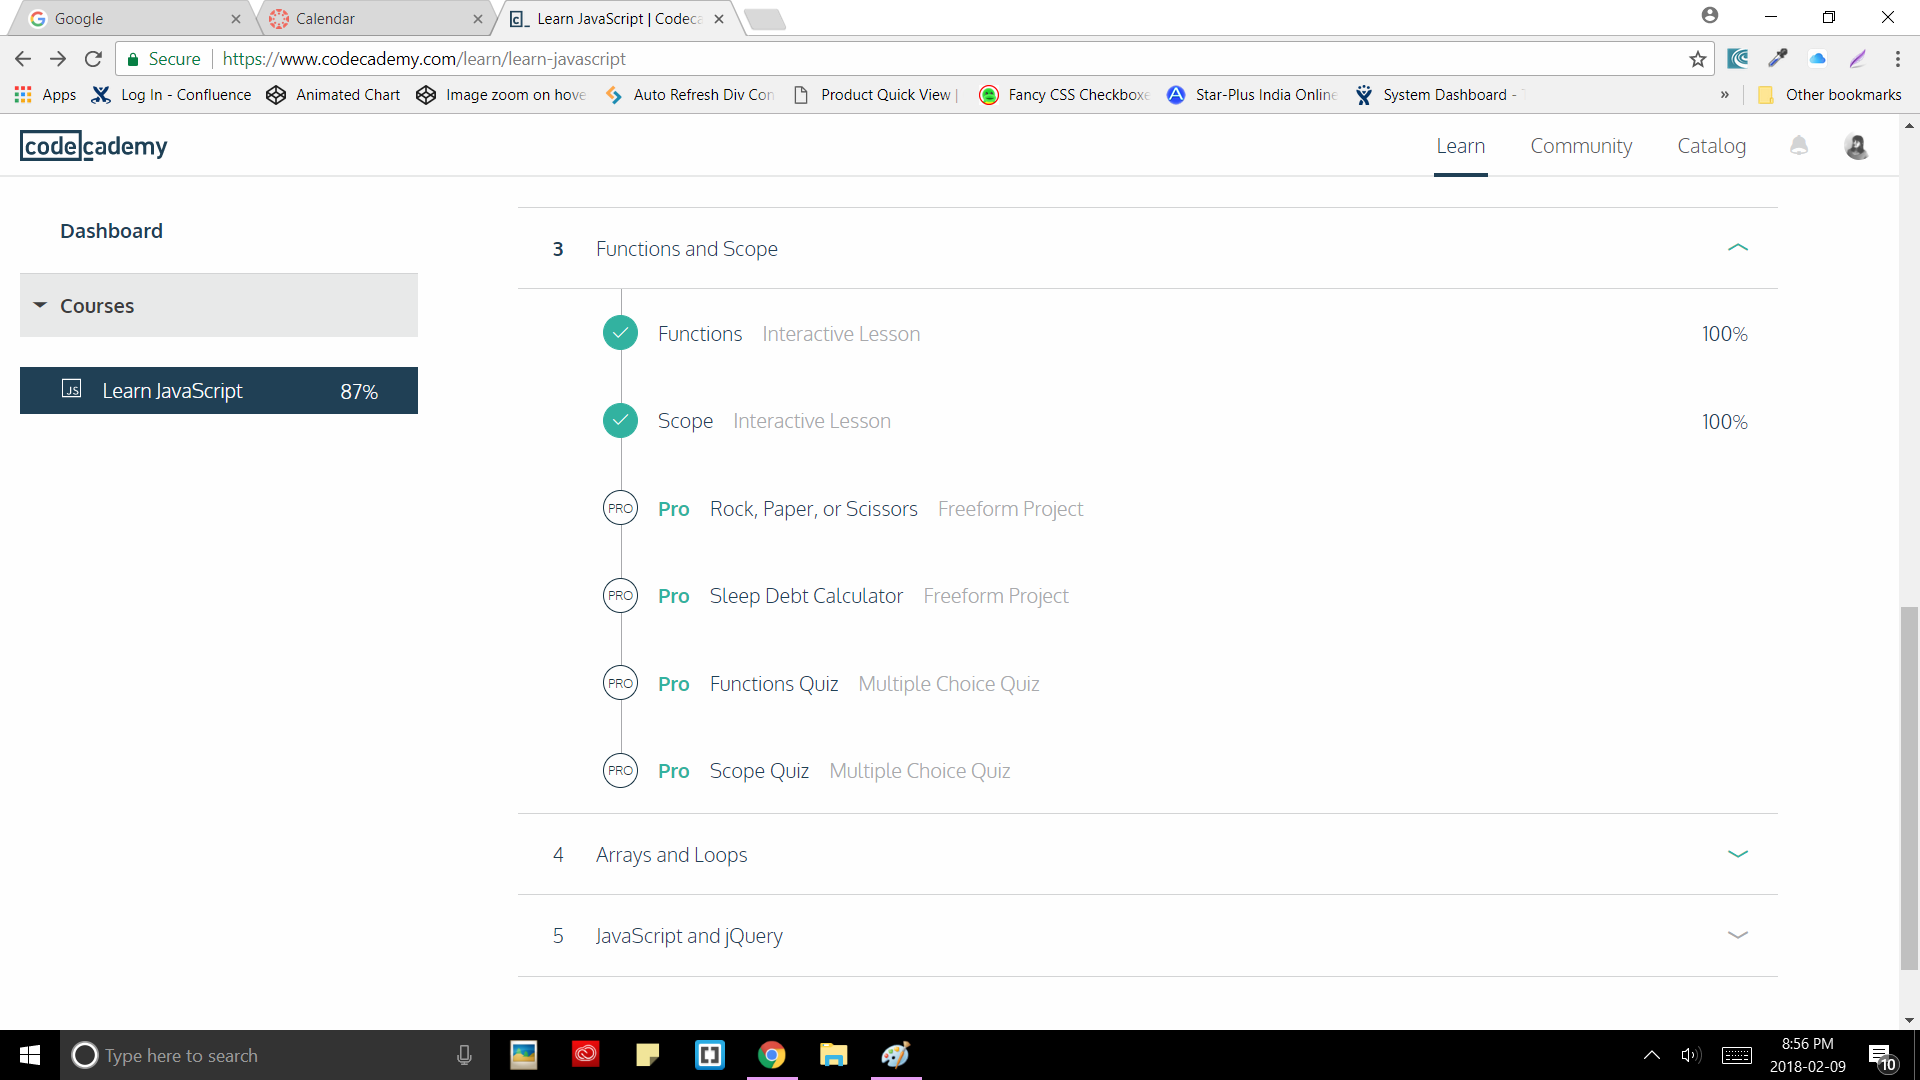 Google
Calendar
Learn JavaScript | Codeca
Secure
https://www.codecademy.com/learn/learn-javascript
Apps
Log In - Confluence
Animated Chart
Image zoom on hove
Auto Refresh Div Con
Product Quick View |
Fancy CSS Checkboxe
Star-Plus India Online
System Dashboard -
»
Other bookmarks
codecademy
Learn
Community
Catalog
Dashboard
Courses
JS Learn JavaScript 87%
3 Functions and Scope
Functions Interactive Lesson 100%
Scope Interactive Lesson 100%
PRO Pro Rock, Paper, or Scissors Freeform Project
PRO Pro Sleep Debt Calculator Freeform Project
PRO Pro Functions Quiz Multiple Choice Quiz
PRO Pro Scope Quiz Multiple Choice Quiz
4 Arrays and Loops
5 JavaScript and jQuery
Type here to search
8:56 PM
2018-02-09
10